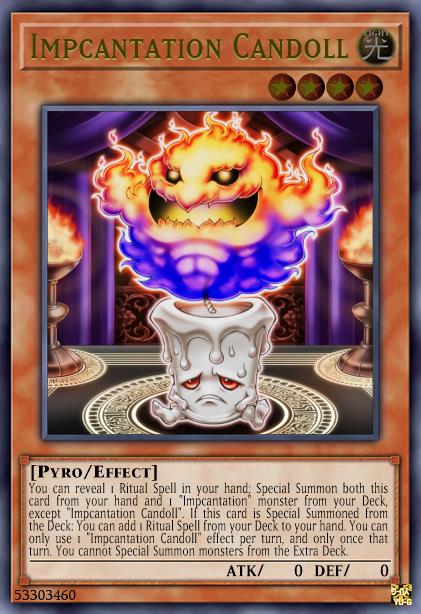 IMPCANTATION CANDOLL
LIGHT
光
[PYRO/EFFECT]
You can reveal 1 Ritual Spell in your hand; Special Summon both this
card from your hand and 1 "Impcantation" monster from your Deck,
except "Impcantation Candoll". If this card is Special Summoned from
the Deck: You can add 1 Ritual Spell from your Deck to your hand. You can
only use 1 "Impcantation Candoll" effect per turn, and only once that
turn. You cannot Special Summon monsters from the Extra Deck.
ATK/ 0 DEF/ 0
53303460